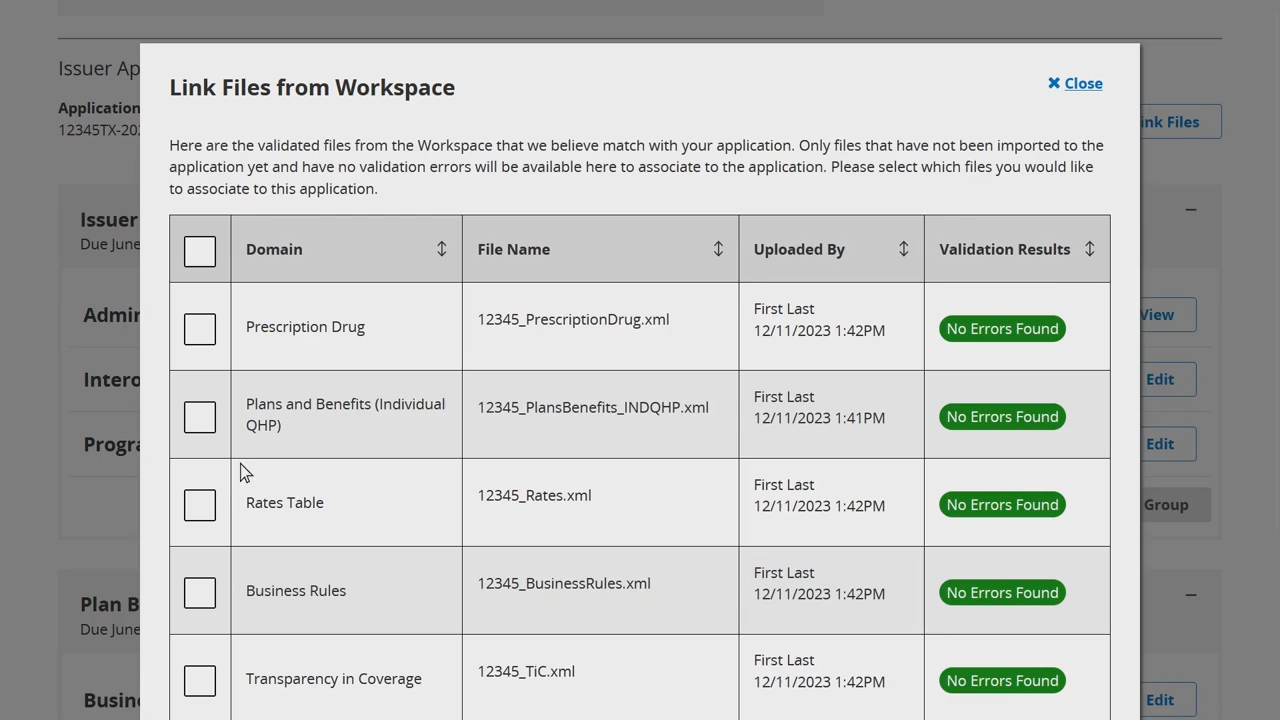 Link Files from Workspace
Close
Issuer Ap
Application
12345TX-20
ink Files
Here are the validated files from the Workspace that we believe match with your application. Only files that have not been imported to the
application yet and have no validation errors will be available here to associate to the application. Please select which files you would like
to associate to this application.
Issuer
Due June
Domain
File Name
Uploaded By
Validation Results
Prescription Drug
12345_PrescriptionDrug.xml
First Last
12/11/2023 1:42PM
No Errors Found
Admin
View
Plans and Benefits (Individual
QHP)
12345_PlansBenefits_INDQHP.xml
First Last
12/11/2023 1:41PM
No Errors Found
Intero
Edit
Progra
Edit
Rates Table
12345_Rates.xml
First Last
12/11/2023 1:42PM
No Errors Found
Group
Business Rules
12345_BusinessRules.xml
First Last
12/11/2023 1:42PM
No Errors Found
Plan B
Due June
Transparency in Coverage
12345_TiC.xml
First Last
12/11/2023 1:42PM
No Errors Found
Busin
Edit